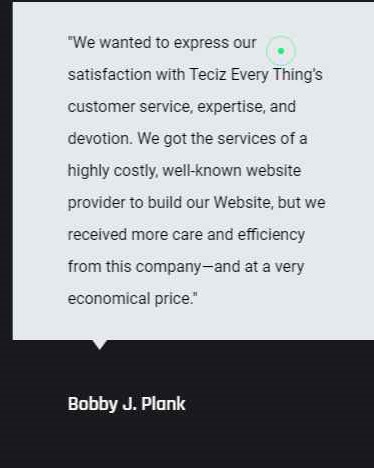 "We wanted to express our
satisfaction with Teciz Every Thing's
customer service, expertise, and
devotion. We got the services of a
highly costly, well-known website
provider to build our Website, but we
received more care and efficiency
from this company—and at a very
economical price."
Bobby J. Plank